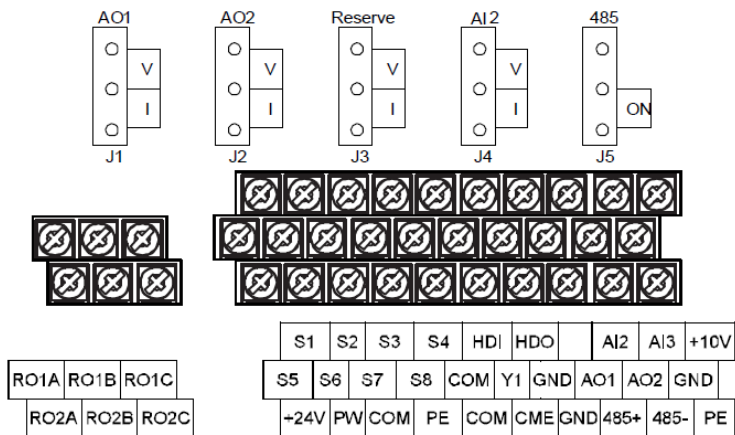 AO1 AO2 Reserve AI2 485
V V V V
I I I I ON
J1 J2 J3 J4 J5
S1 S2 S3 S4 HDI HDO AI2 AI3 +10V
RO1A RO1B RO1C S5 S6 S7 S8 COM Y1 GND AO1 AO2 GND
RO2A RO2B RO2C +24V PW COM PE COM CME GND 485+ 485- PE